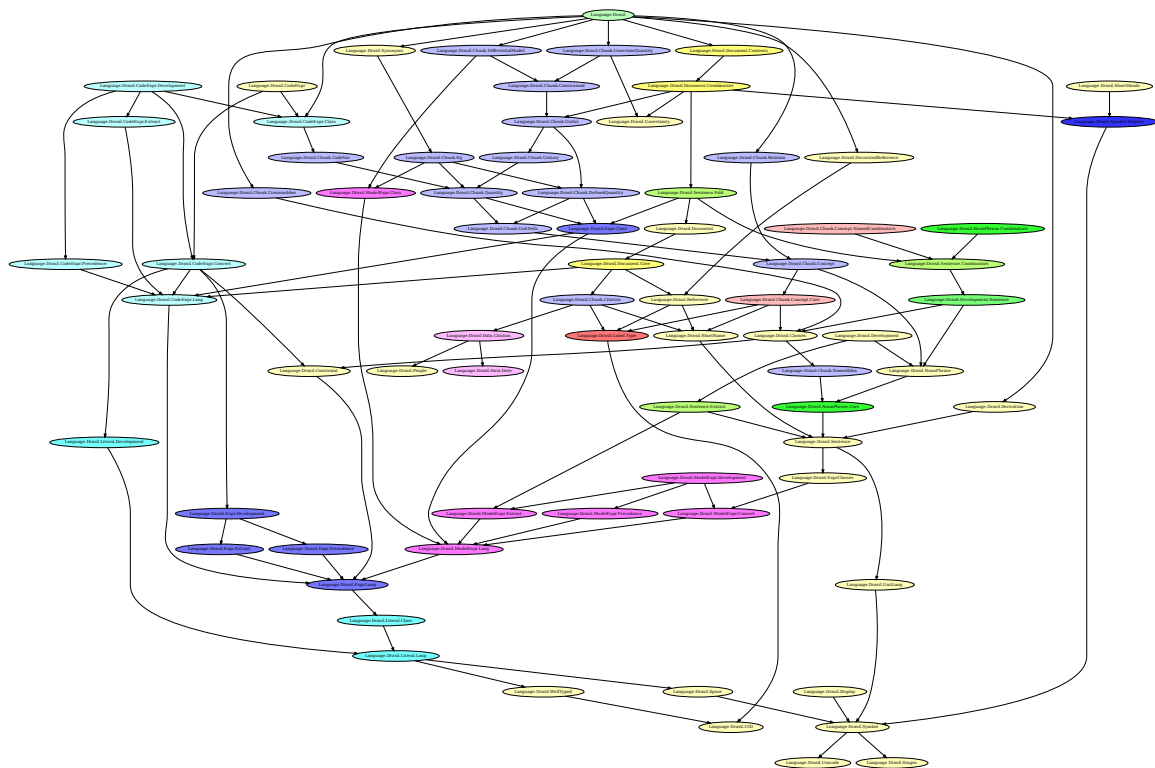 Language.Drasil
Language.Drasil.Synonyms
Language.Drasil.Chunk.DifferentialModel
Language.Drasil.Chunk.UncertainQuantity
Language.Drasil.Document.Contents
Language.Drasil.CodeExpr.Development
Language.Drasil.CodeExpr
Language.Drasil.Chunk.Constrained
Language.Drasil.Document.Combinators
Language.Drasil.ShortHands
Language.Drasil.CodeExpr.Extract
Language.Drasil.CodeExpr.Class
Language.Drasil.Chunk.Unital
Language.Drasil.Uncertainty
Language.Drasil.Symbol.Helpers
Language.Drasil.Chunk.CodeVar
Language.Drasil.Chunk.Eq
Language.Drasil.Chunk.Unitary
Language.Drasil.Chunk.Relation
Language.Drasil.DecoratedReference
Language.Drasil.Chunk.CommonIdea
Language.Drasil.ModelExpr.Class
Language.Drasil.Chunk.Quantity
Language.Drasil.Chunk.DefinedQuantity
Language.Drasil.Sentence.Fold
Language.Drasil.Chunk.UnitDefn
Language.Drasil.Expr.Class
Language.Drasil.Document
Language.Drasil.Chunk.Concept.NamedCombinators
Language.Drasil.NounPhrase.Combinators
Language.Drasil.CodeExpr.Precedence
Language.Drasil.CodeExpr.Convert
Language.Drasil.Document.Core
Language.Drasil.Chunk.Concept
Language.Drasil.Sentence.Combinators
Language.Drasil.CodeExpr.Lang
Language.Drasil.Chunk.Citation
Language.Drasil.Reference
Language.Drasil.Chunk.Concept.Core
Language.Drasil.Development.Sentence
Language.Drasil.Data.Citation
Language.Drasil.Label.Type
Language.Drasil.ShortName
Language.Drasil.Classes
Language.Drasil.Development
Language.Drasil.Constraint
Language.Drasil.People
Language.Drasil.Data.Date
Language.Drasil.Chunk.NamedIdea
Language.Drasil.NounPhrase
Language.Drasil.Sentence.Extract
Language.Drasil.NounPhrase.Core
Language.Drasil.Derivation
Language.Drasil.Literal.Development
Language.Drasil.Sentence
Language.Drasil.ModelExpr.Development
Language.Drasil.ExprClasses
Language.Drasil.Expr.Development
Language.Drasil.ModelExpr.Extract
Language.Drasil.ModelExpr.Precedence
Language.Drasil.ModelExpr.Convert
Language.Drasil.Expr.Extract
Language.Drasil.Expr.Precedence
Language.Drasil.ModelExpr.Lang
Language.Drasil.Expr.Lang
Language.Drasil.UnitLang
Language.Drasil.Literal.Class
Language.Drasil.Literal.Lang
Language.Drasil.WellTyped
Language.Drasil.Space
Language.Drasil.Display
Language.Drasil.UID
Language.Drasil.Symbol
Language.Drasil.Unicode
Language.Drasil.Stages